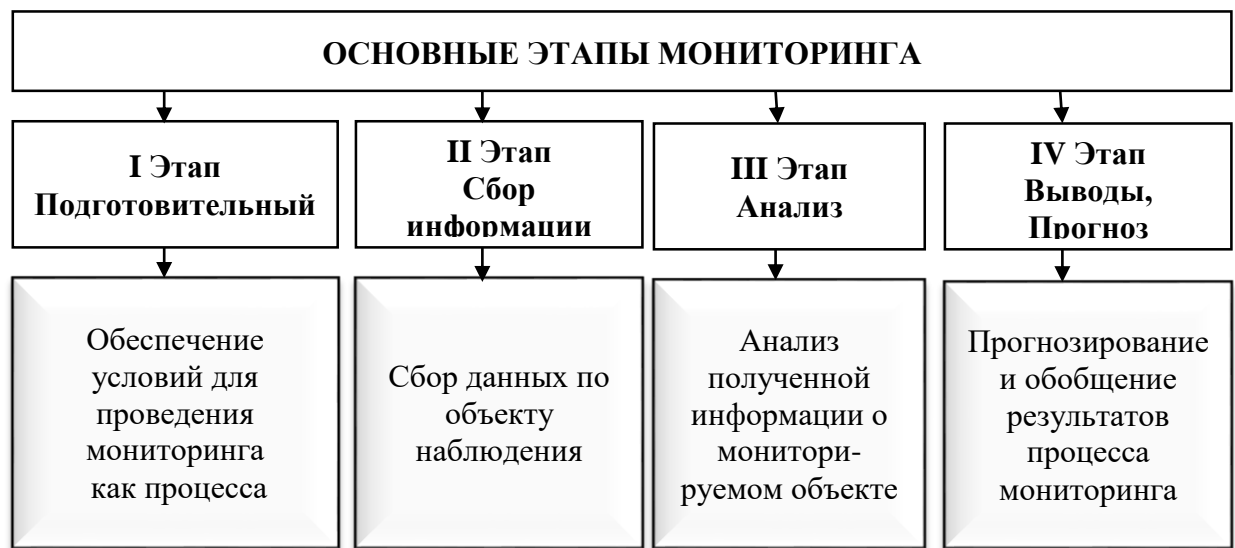 ОСНОВНЫЕ ЭТАПЫ МОНИТОРИНГА
I Этап
Подготовительный
II Этап
Сбор
информации
III Этап
Анализ
IV Этап
Выводы,
Прогноз
Обеспечение
условий для
проведения
мониторинга
как процесса
Сбор данных по
объекту
наблюдения
Анализ
полученной
информации о
монитори-
руемом объекте
Прогнозирование
и обобщение
результатов
процесса
мониторинга